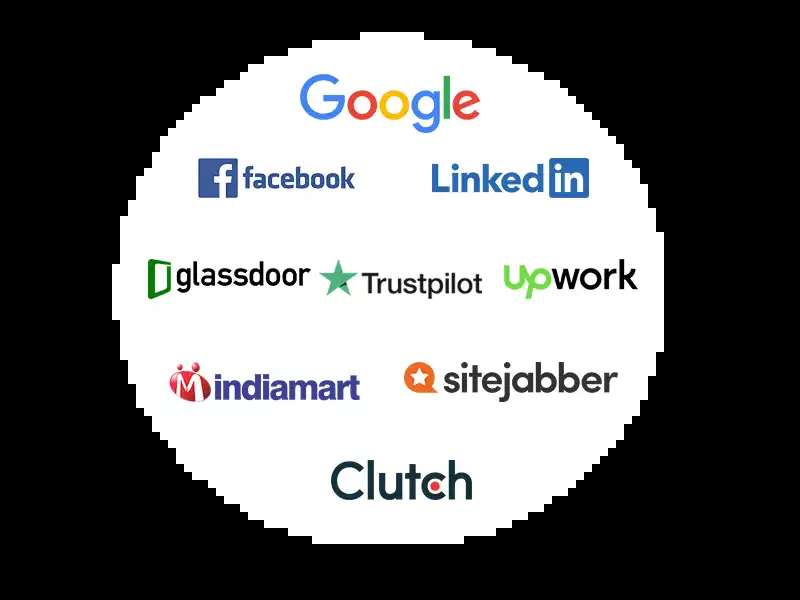 Google
facebook Linkedin
glassdoor Trustpilot upwork
M indiamart sitejabber
Clutch